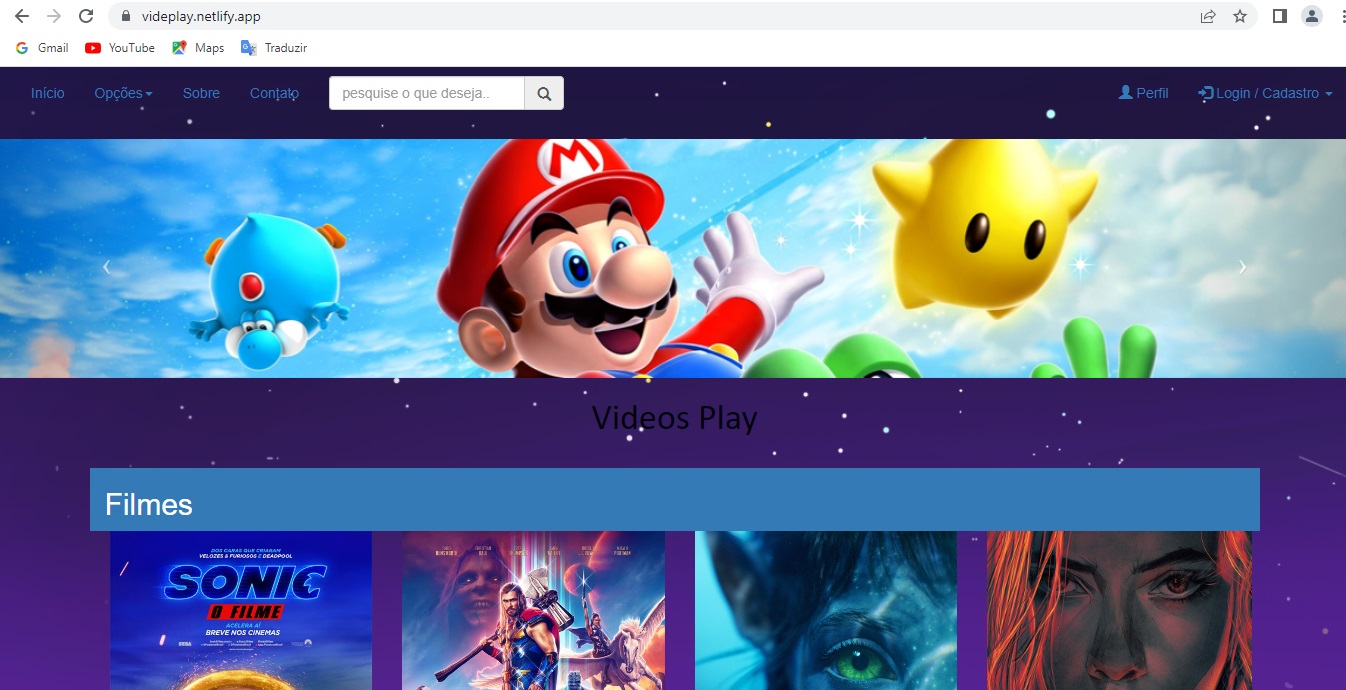 videplay.netlify.app
Gmail YouTube Maps Traduzir
Início Opções Sobre Contato pesquise o que deseja.. Perfil Login / Cadastro
M
Videos Play
Filmes
DOS CARAS QUE CRIARAM
VELOZES & FURIOSOS E DEADPOOL
SONIC
O FILME
ACELERA AÍ
BREVE NOS CINEMAS
SEGA